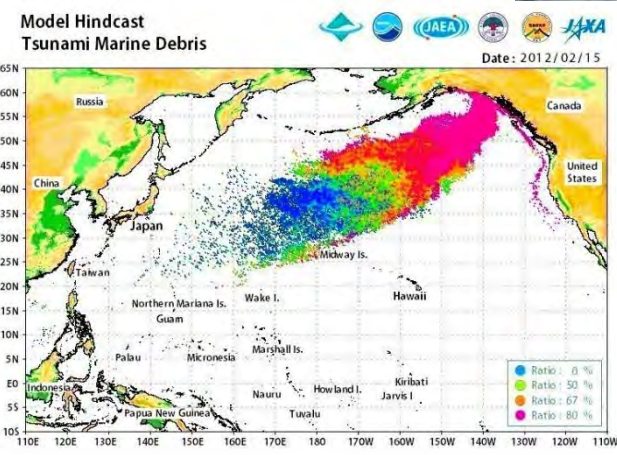 Model Hindcast
Tsunami Marine Debris
JAEA
JAXA
Date: 2012/02/15
65N
60N
55N
50N
45N
40N
35N
30N
25N
20N
15N
10N
5N
E0
5S
10S
Russia
Canada
United
States
China
Japan
Midway Is.
Taiwan
Hawaii
Northern Mariana Is.
Wake I.
Guam
Marshall Is.
Palau
Micronesia
Indonesia
Nauru
Howland I.
Kiribati
Jarvis I
Papua New Guinea
Tuvalu
Ratio: 0 %
Ratio: 50 %
Ratio: 67 %
Ratio: 80 %
110E 120E 130E 140E 150E 160E 170E 180 170W 160W 150W 140W 130W 120W 110W